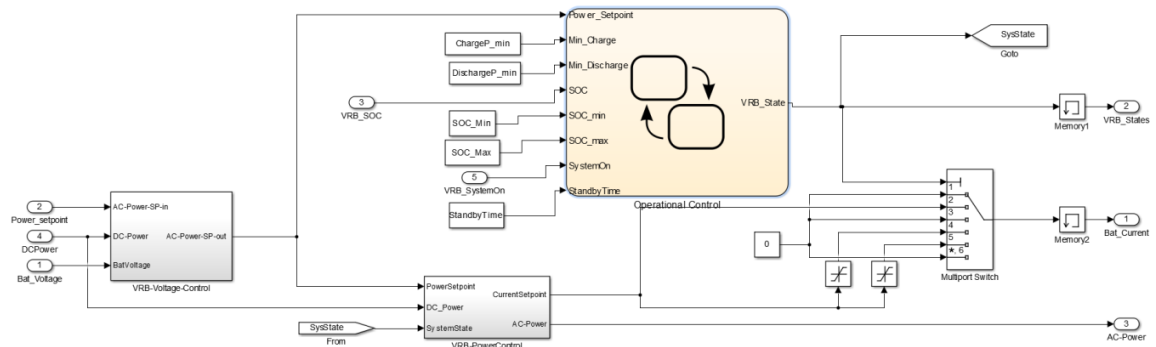 Power_Setpoint
ChargeP_min
Min_Charge
DischargeP_min
Min_Discharge
3
VRB_SOC
SOC
SOC_Min
SOC_min
SOC_Max
SOC_max
5
VRB_SystemOn
SystemOn
StandbyTime
StandbyTime
VRB_State
Operational Control
SysState
Goto
Memory1
2
VRB_States
2
Power_setpoint
4
DCPower
1
Bat_Voltage
AC-Power-SP-in
DC-Power
BatVoltage
AC-Power-SP-out
VRB-Voltage-Control
0
1
2
3
4
5
*, 6
Multiport Switch
Memory2
1
Bat_Current
SysState
From
PowerSetpoint
DC_Power
SystemState
CurrentSetpoint
AC-Power
VRB-PowerControl
3
AC-Power